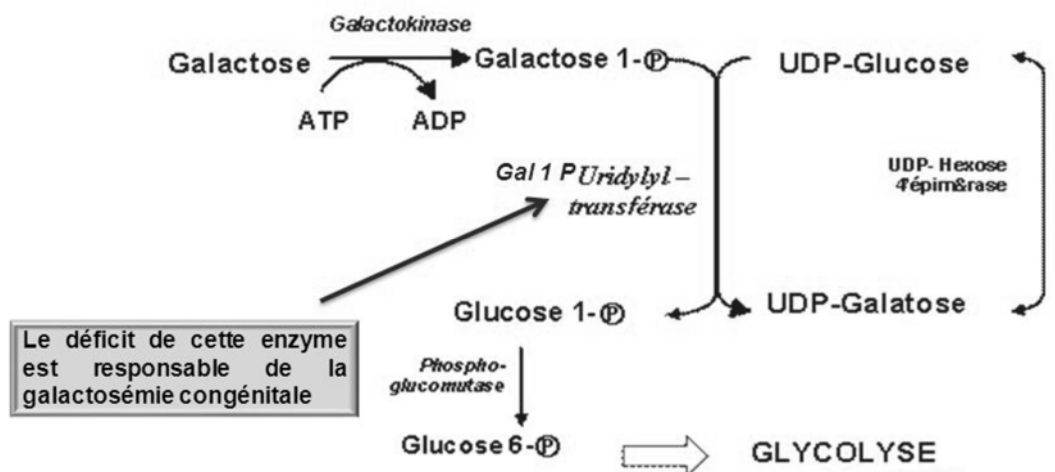 Galactokinase
Galactose
Galactose 1-Ⓟ
UDP-Glucose
ATP
ADP
Gal 1 P Uridylyl –
transférase
UDP- Hexose
4'épim&rase
Glucose 1-Ⓟ
UDP-Galatose
Le déficit de cette enzyme
est responsable de la
galactosémie congénitale
Phospho-
glucomutase
Glucose 6-Ⓟ
GLYCOLYSE